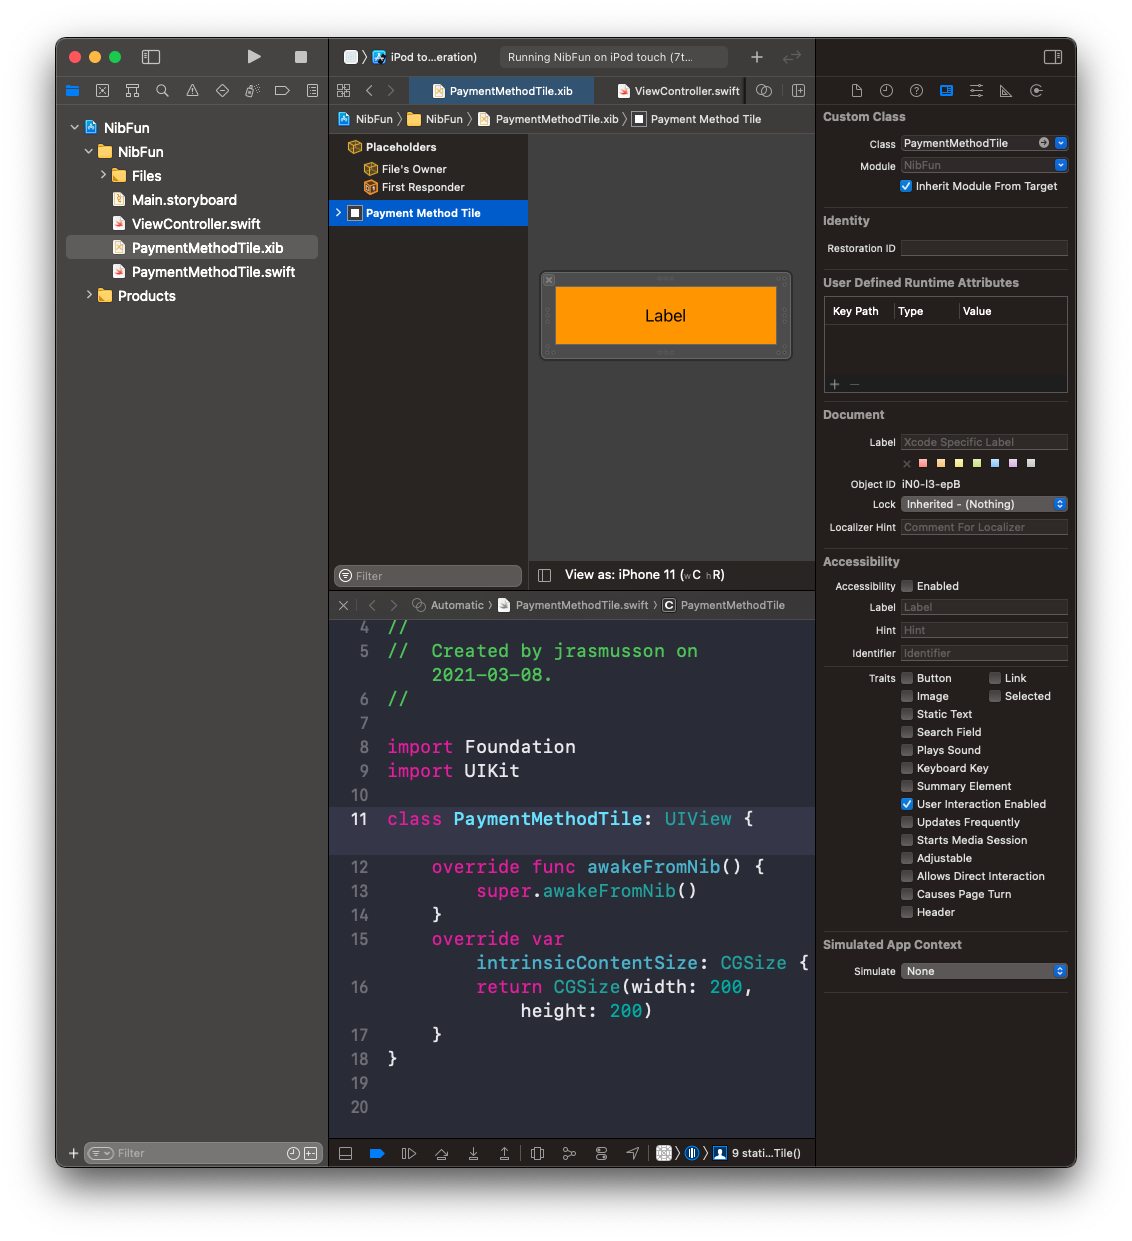 iPod to...eration)
Running NibFun on iPod touch (7t...
PaymentMethodTile.xib
ViewController.swift
NibFun
NibFun
Files
Main.storyboard
ViewController.swift
PaymentMethodTile.xib
PaymentMethodTile.swift
Products
Filter
NibFun
NibFun
PaymentMethodTile.xib
Payment Method Tile
Placeholders
File's Owner
First Responder
Payment Method Tile
Label
Filter
View as: iPhone 11 (wC hR)
Automatic
PaymentMethodTile.swift
C PaymentMethodTile
4 //
5 // Created by jrasmusson on
2021-03-08.
6 //
7
8 import Foundation
9 import UIKit
10
11 class PaymentMethodTile: UIView {
12 override func awakeFromNib() {
13 super.awakeFromNib()
14 }
15 override var
intrinsicContentSize: CGSize {
16 return CGSize(width: 200,
height: 200)
17 }
18 }
19
20
9 stati...Tile()
Custom Class
Class PaymentMethodTile
Module NibFun
Inherit Module From Target
Identity
Restoration ID
User Defined Runtime Attributes
Key Path Type Value
Document
Label Xcode Specific Label
Object ID iN0-l3-epB
Lock Inherited - (Nothing)
Localizer Hint Comment For Localizer
Accessibility
Accessibility Enabled
Label Label
Hint Hint
Identifier Identifier
Traits Button Link
Image Selected
Static Text
Search Field
Plays Sound
Keyboard Key
Summary Element
User Interaction Enabled
Updates Frequently
Starts Media Session
Adjustable
Allows Direct Interaction
Causes Page Turn
Header
Simulated App Context
Simulate None